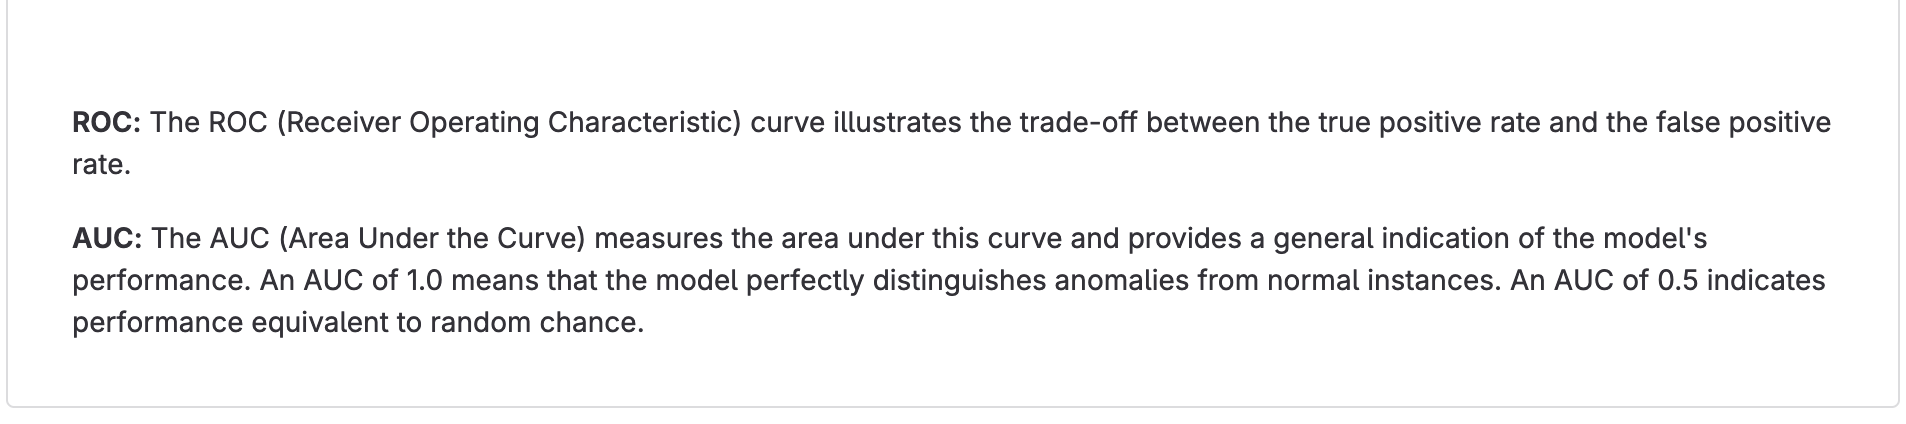 ROC: The ROC (Receiver Operating Characteristic) curve illustrates the trade-off between the true positive rate and the false positive
rate.
AUC: The AUC (Area Under the Curve) measures the area under this curve and provides a general indication of the model's
performance. An AUC of 1.0 means that the model perfectly distinguishes anomalies from normal instances. An AUC of 0.5 indicates
performance equivalent to random chance.